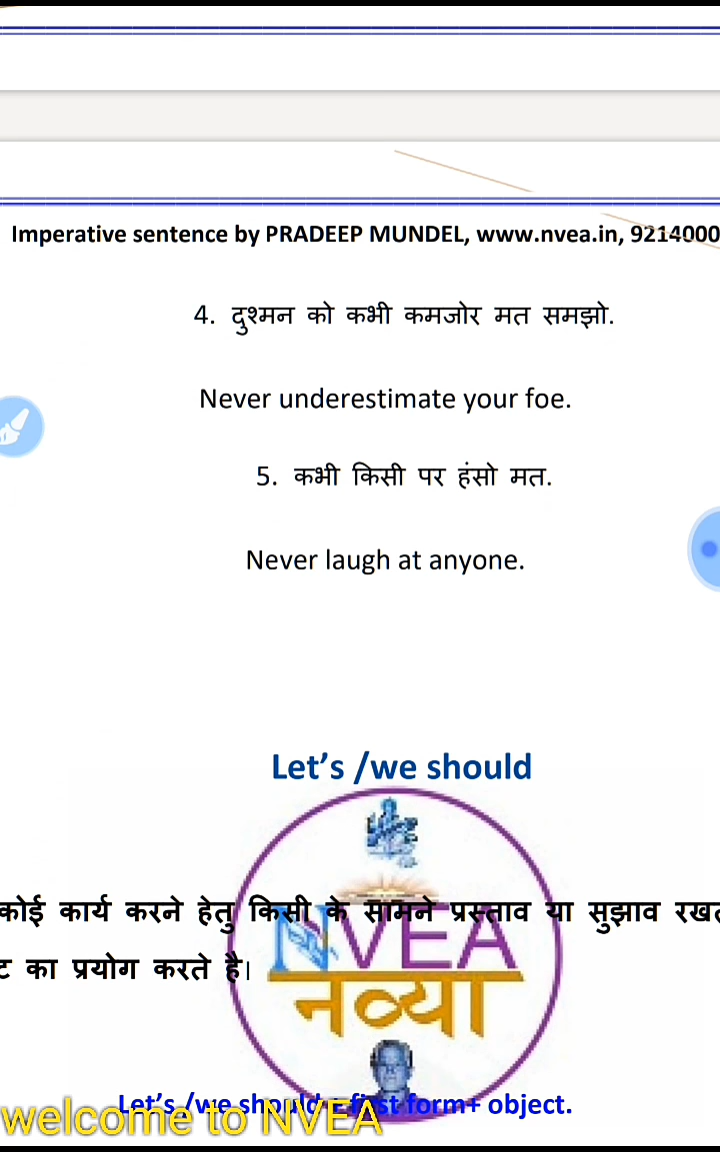 Imperative sentence by PRADEEP MUNDEL, www.nvea.in, 9214000
4. दुश्मन को कभी कमजोर मत समझो.
Never underestimate your foe.
5. कभी किसी पर हंसो मत.
Never laugh at anyone.
Let's /we should
कोई कार्य करने हेतु किसी के सामने प्रस्ताव या सुझाव
NVEA
का प्रयोग करते है।
नव्या
Let's /we should + first form+ object.
welcome to NVEA